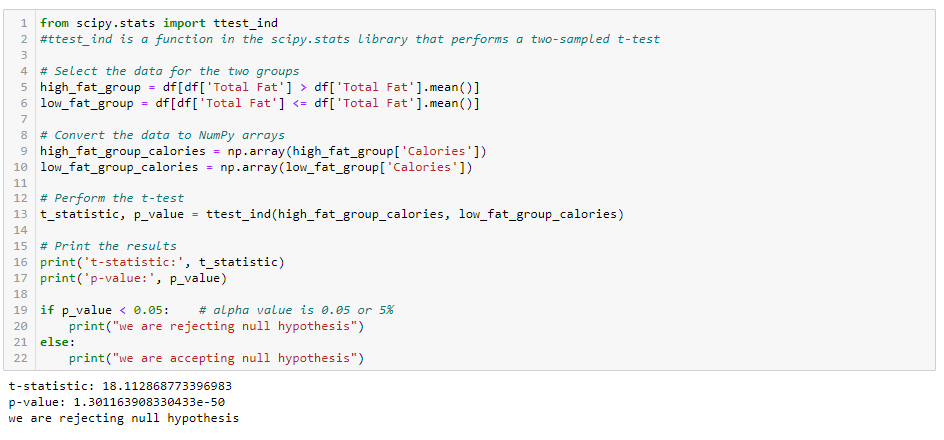 1 from scipy.stats import ttest_ind
2 #ttest_ind is a function in the scipy.stats library that performs a two-sampled t-test
3
4 # Select the data for the two groups
5 high_fat_group = df[df['Total Fat'] > df['Total Fat'].mean()]
6 low_fat_group = df[df['Total Fat'] <= df['Total Fat'].mean()]
7
8 # Convert the data to NumPy arrays
9 high_fat_group_calories = np.array(high_fat_group['Calories'])
10 low_fat_group_calories = np.array(low_fat_group['Calories'])
11
12 # Perform the t-test
13 t_statistic, p_value = ttest_ind(high_fat_group_calories, low_fat_group_calories)
14
15 # Print the results
16 print('t-statistic:', t_statistic)
17 print('p-value:', p_value)
18
19 if p_value < 0.05:    # alpha value is 0.05 or 5%
20     print("we are rejecting null hypothesis")
21 else:
22     print("we are accepting null hypothesis")
t-statistic: 18.112868773396983
p-value: 1.301163908330433e-50
we are rejecting null hypothesis